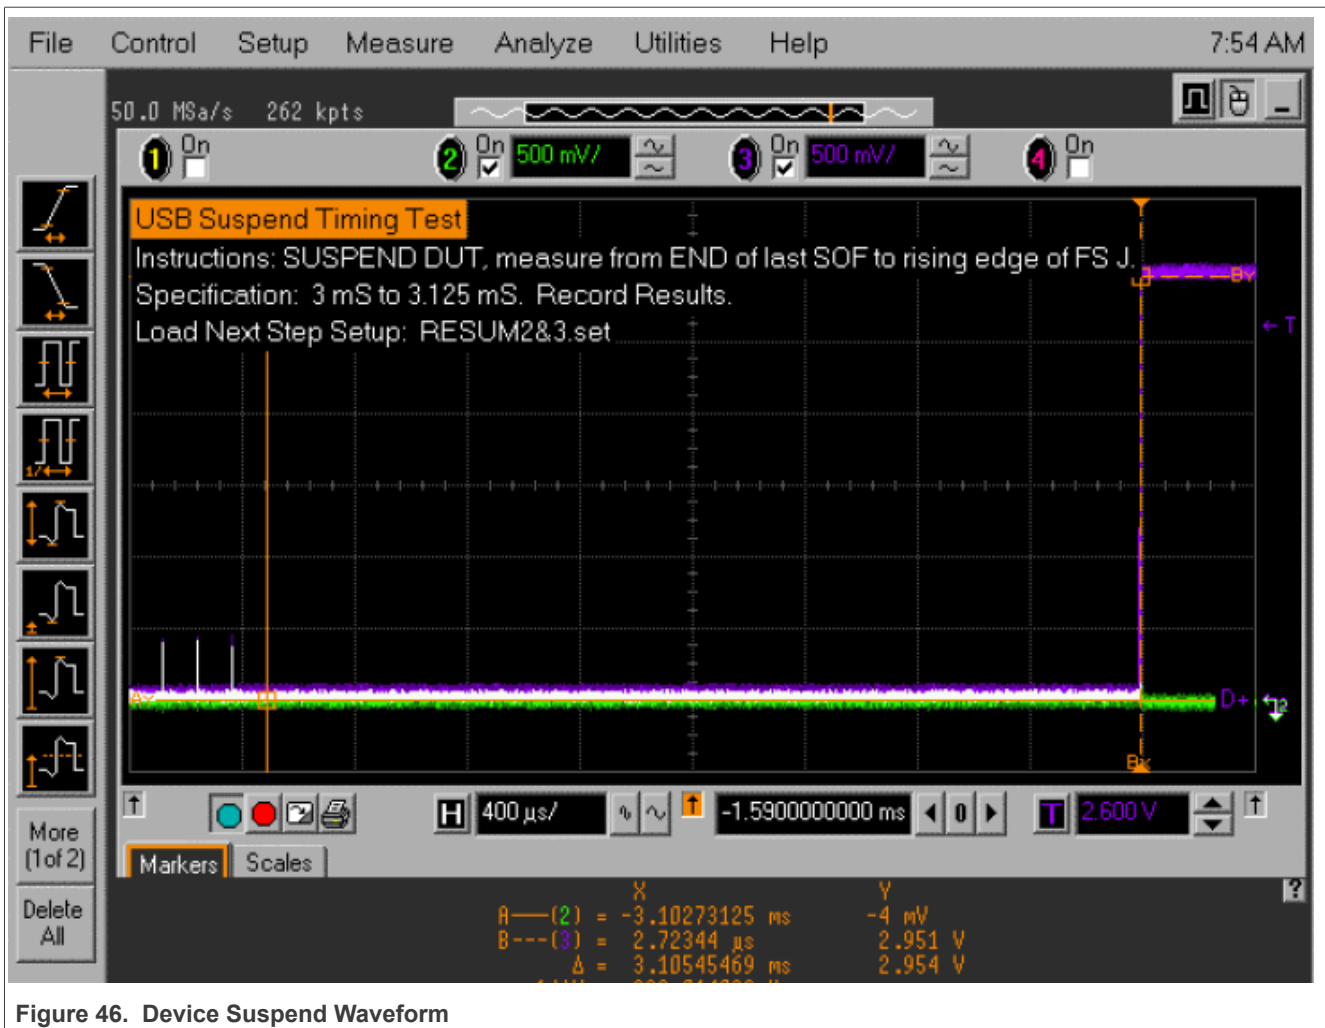 File Control Setup Measure Analyze Utilities Help 7:54 AM
50.0 MSa/s 262 kpts
1 On 2 On 500 mV/ 3 On 500 mV/ 4 On
USB Suspend Timing Test
Instructions: SUSPEND DUT, measure from END of last SOF to rising edge of FS J.
Specification: 3 mS to 3.125 mS. Record Results.
Load Next Step Setup: RESUM2&3.set
By
T
1/
Ay
D+
2
Bx
H 400 µs/ -1.5900000000 ms 0 T 2.600 V
More
(1of 2)
Delete
All
Markers Scales
?
X Y
A—(2) = -3.10273125 ms -4 mV
B---(3) = 2.72344 µs 2.951 V
Δ = 3.10545469 ms 2.954 V
Figure 46. Device Suspend Waveform